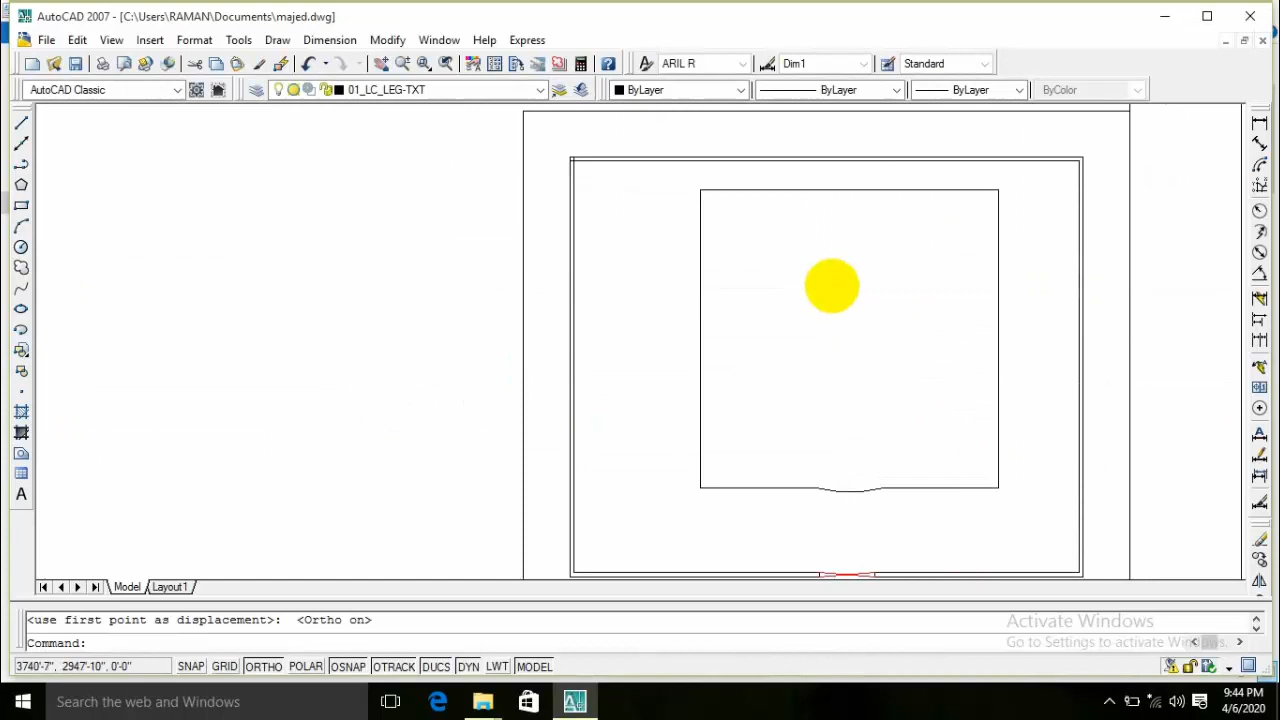 AutoCAD 2007 - [C:\Users\RAMAN\Documents\majed.dwg]
File Edit View Insert Format Tools Draw Dimension Modify Window Help Express
ARIL R Dim1 Standard
AutoCAD Classic 01_LC_LEG-TXT ByLayer ByLayer ByLayer ByColor
A
Model Layout1
<use first point as displacement>: <Ortho on>
Activate Windows
Command:
Go to Settings to activate Windows.
3740'-7", 2947'-10", 0'-0" SNAP GRID ORTHO POLAR OSNAP OTRACK DUCS DYN LWT MODEL
Search the web and Windows
9:44 PM
4/6/2020